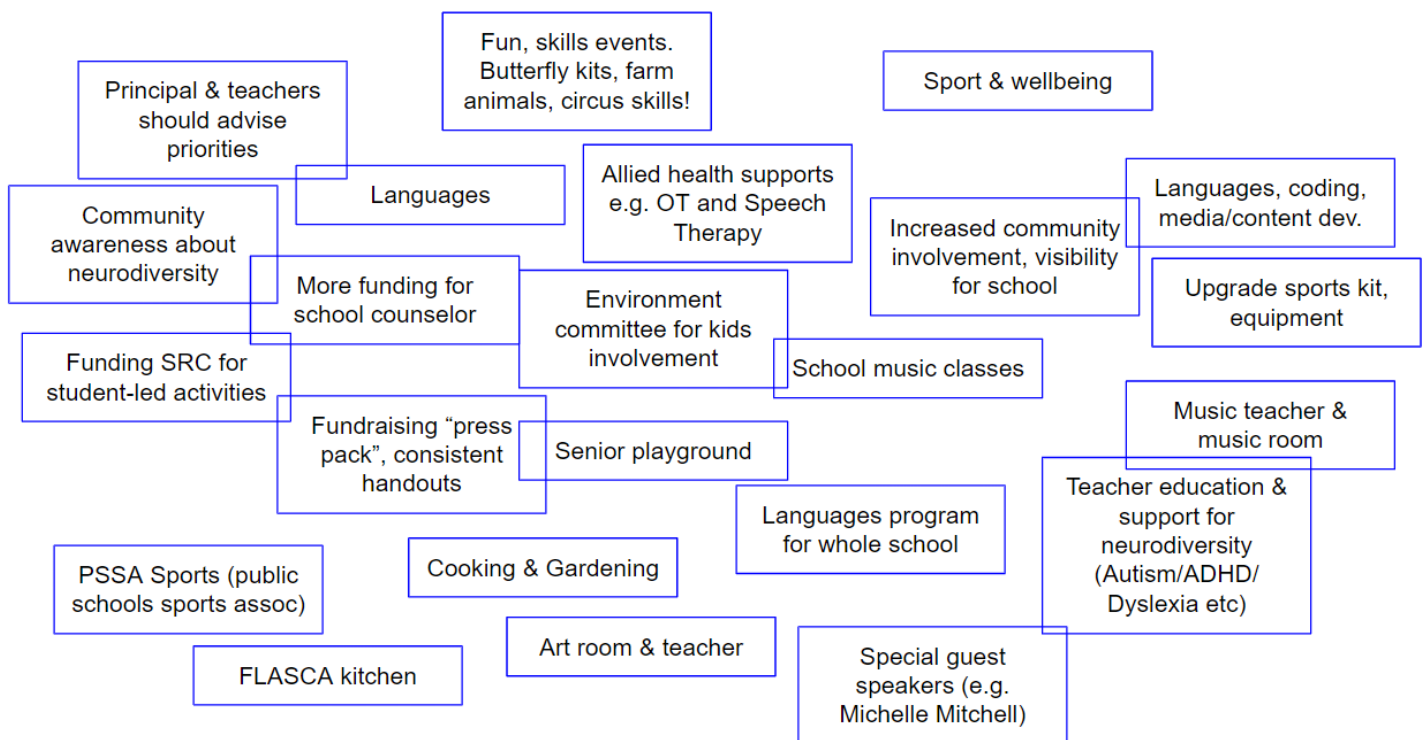 Fun, skills events.
Butterfly kits, farm
animals, circus skills!
Sport & wellbeing
Principal & teachers
should advise
priorities
Languages
Allied health supports
e.g. OT and Speech
Therapy
Languages, coding,
media/content dev.
Community
awareness about
neurodiversity
Increased community
involvement, visibility
for school
More funding for
school counselor
Environment
committee for kids
involvement
Upgrade sports kit,
equipment
Funding SRC for
student-led activities
School music classes
Music teacher &
music room
Fundraising “press
pack”, consistent
handouts
Senior playground
Teacher education &
support for
neurodiversity
(Autism/ADHD/
Dyslexia etc)
Languages program
for whole school
PSSA Sports (public
schools sports assoc)
Cooking & Gardening
Art room & teacher
FLASCA kitchen
Special guest
speakers (e.g.
Michelle Mitchell)